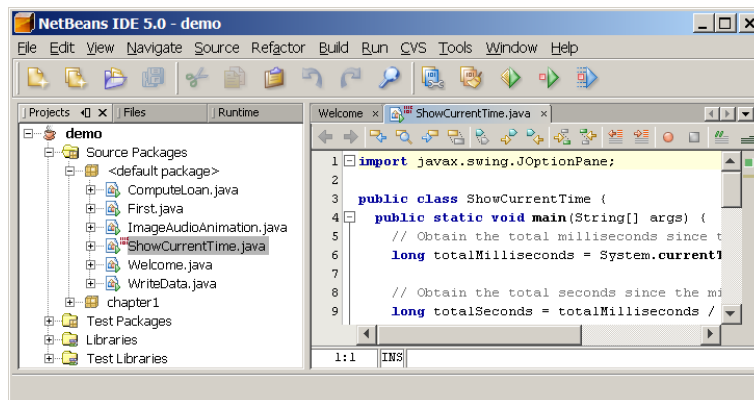 NetBeans IDE 5.0 - demo
File Edit View Navigate Source Refactor Build Run CVS Tools Window Help
Projects Files Runtime
demo
Source Packages
<default package>
ComputeLoan.java
First.java
ImageAudioAnimation.java
ShowCurrentTime.java
Welcome.java
WriteData.java
chapter1
Test Packages
Libraries
Test Libraries
Welcome x ShowCurrentTime.java x
1 import javax.swing.JOptionPane;
2
3 public class ShowCurrentTime {
4 public static void main(String[] args) {
5 // Obtain the total milliseconds since t
6 long totalMilliseconds = System.currentT
7
8 // Obtain the total seconds since the mi
9 long totalSeconds = totalMilliseconds /
1:1 INS